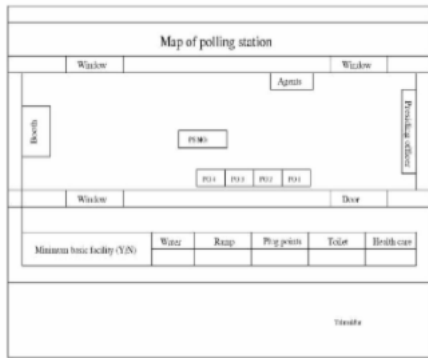 Map of polling station
Window Window
Agents
Booth
Presiding officer
PO4 PO3 PO2 PO1
Window Door
Minimum basic facility (Y/N) Water Ramp Plug points Toilet Health care